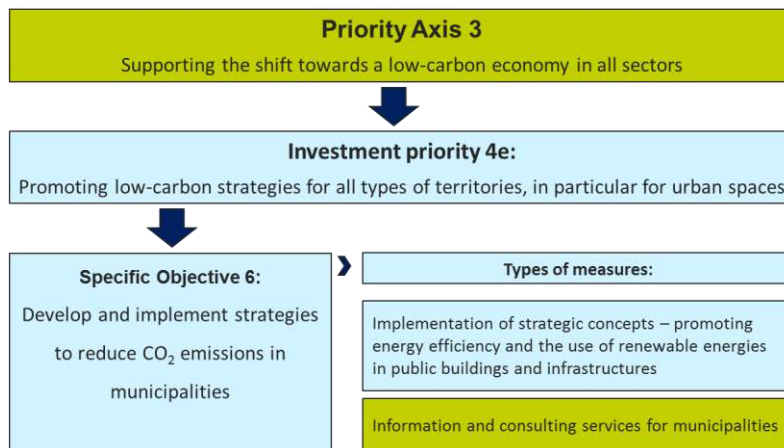 Priority Axis 3
Supporting the shift towards a low-carbon economy in all sectors
Investment priority 4e:
Promoting low-carbon strategies for all types of territories, in particular for urban spaces
Specific Objective 6:
Develop and implement strategies
to reduce CO₂ emissions in
municipalities
Types of measures:
Implementation of strategic concepts – promoting
energy efficiency and the use of renewable energies
in public buildings and infrastructures
Information and consulting services for municipalities